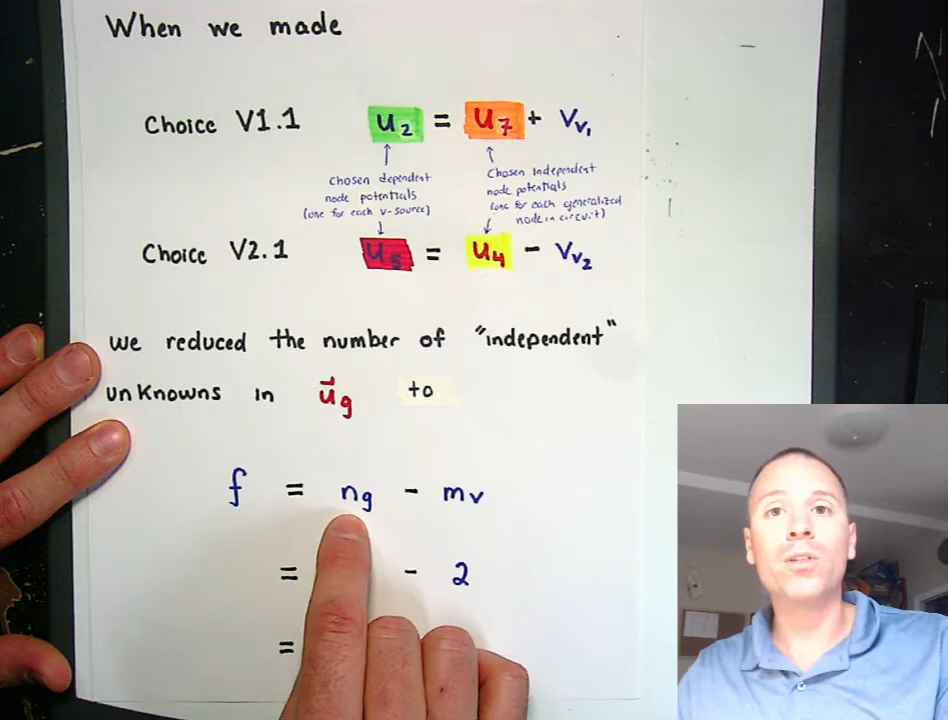 When we made
Choice V1.1 u2 = u7 + Vv1
Chosen dependent
node potentials
(one for each v-source)
Chosen Independent
node potentials
(one for each generalized
node in circuit)
Choice V2.1 u5 = u4 - Vv2
we reduced the number of "independent"
unknowns in u⃗g to
f = ng - mv
= - 2
=